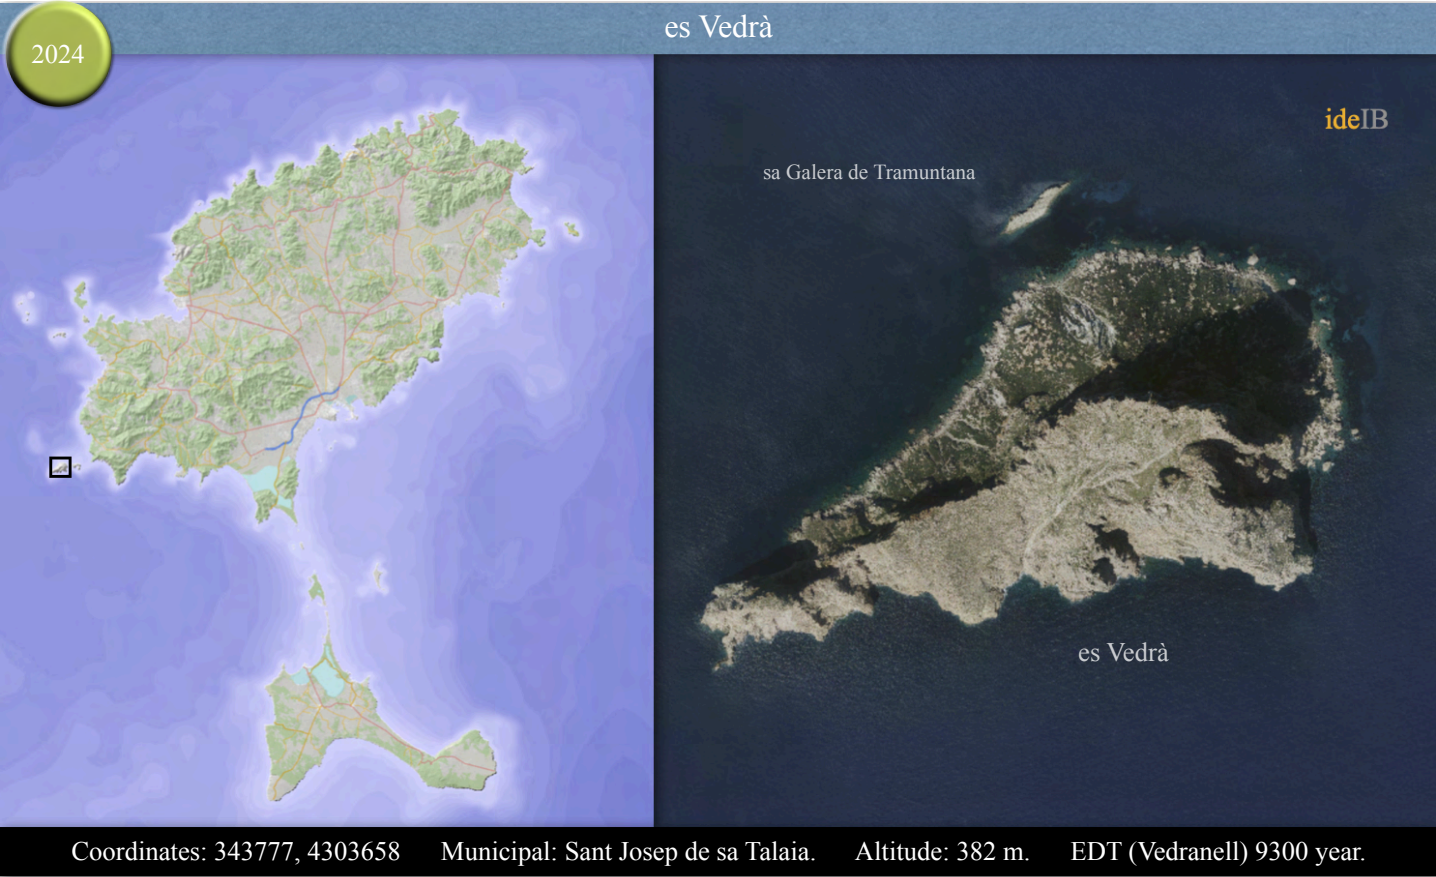 es Vedrà
2024
ideIB
sa Galera de Tramuntana
es Vedrà
Coordinates: 343777, 4303658 Municipal: Sant Josep de sa Talaia. Altitude: 382 m. EDT (Vedranell) 9300 year.